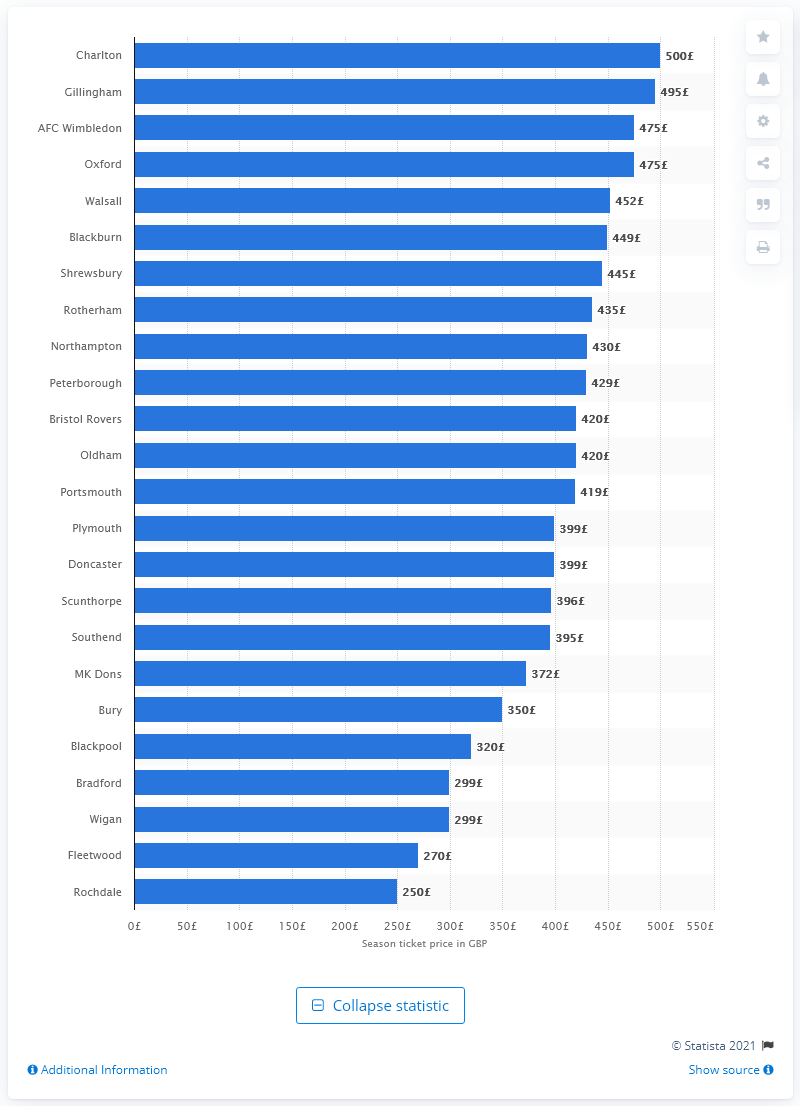 Charlton 500£
Gillingham 495£
AFC Wimbledon 475£
Oxford 475£
Walsall 452£
Blackburn 449£
Shrewsbury 445£
Rotherham 435£
Northampton 430£
Peterborough 429£
Bristol Rovers 420£
Oldham 420£
Portsmouth 419£
Plymouth 399£
Doncaster 399£
Scunthorpe 396£
Southend 395£
MK Dons 372£
Bury 350£
Blackpool 320£
Bradford 299£
Wigan 299£
Fleetwood 270£
Rochdale 250£
0£ 50£ 100£ 150£ 200£ 250£ 300£ 350£ 400£ 450£ 500£ 550£
Season ticket price in GBP
Collapse statistic
© Statista 2021
Additional Information Show source